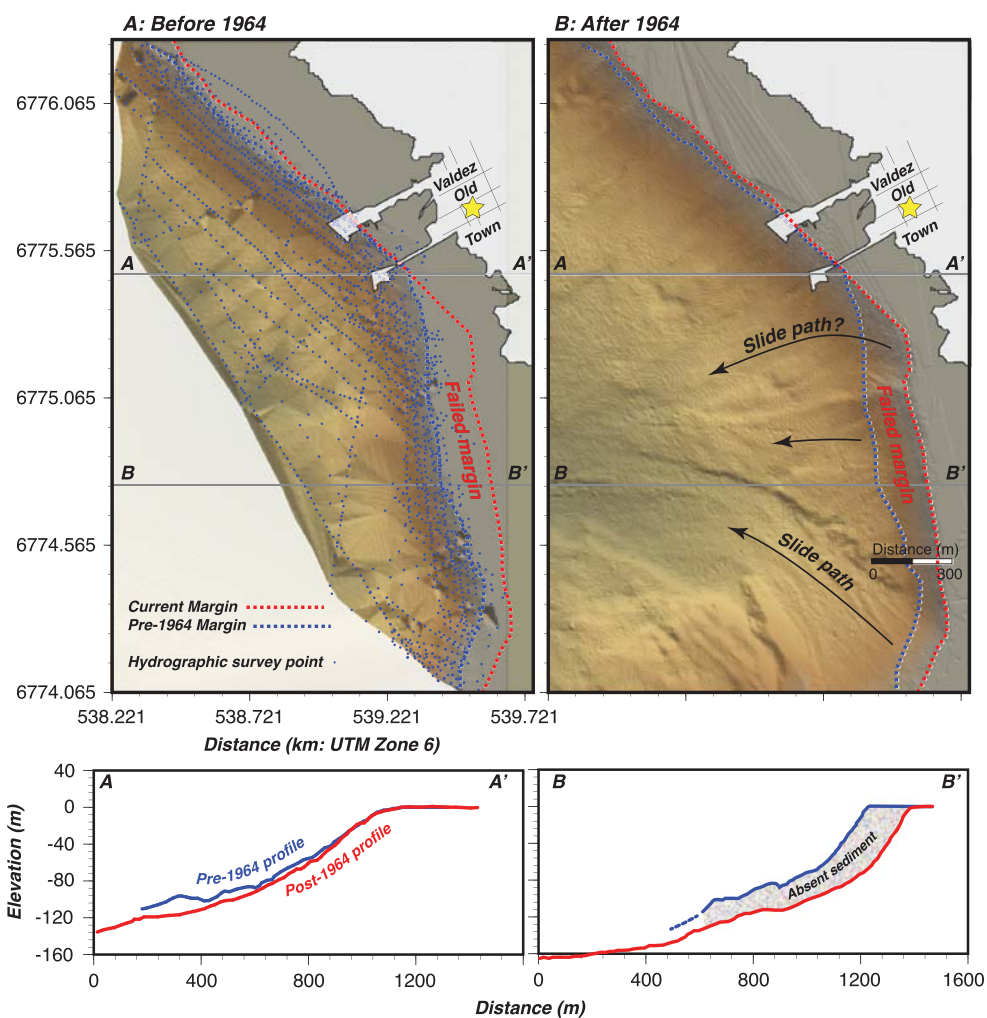 A: Before 1964
B: After 1964
6776.065
6775.565
6775.065
6774.565
6774.065
Valdez
Old
Town
A
A'
B
B'
Failed margin
Current Margin
Pre-1964 Margin
Hydrographic survey point
538.221
538.721
539.221
539.721
Distance (km: UTM Zone 6)
Valdez
Old
Town
A
A'
Slide path?
Failed margin
B
B'
Slide path
Distance (m)
0
300
Elevation (m)
40
0
-40
-80
-120
-160
A
A'
Pre-1964 profile
Post-1964 profile
0
400
800
1200
B
B'
Absent sediment
0
400
800
1200
1600
Distance (m)